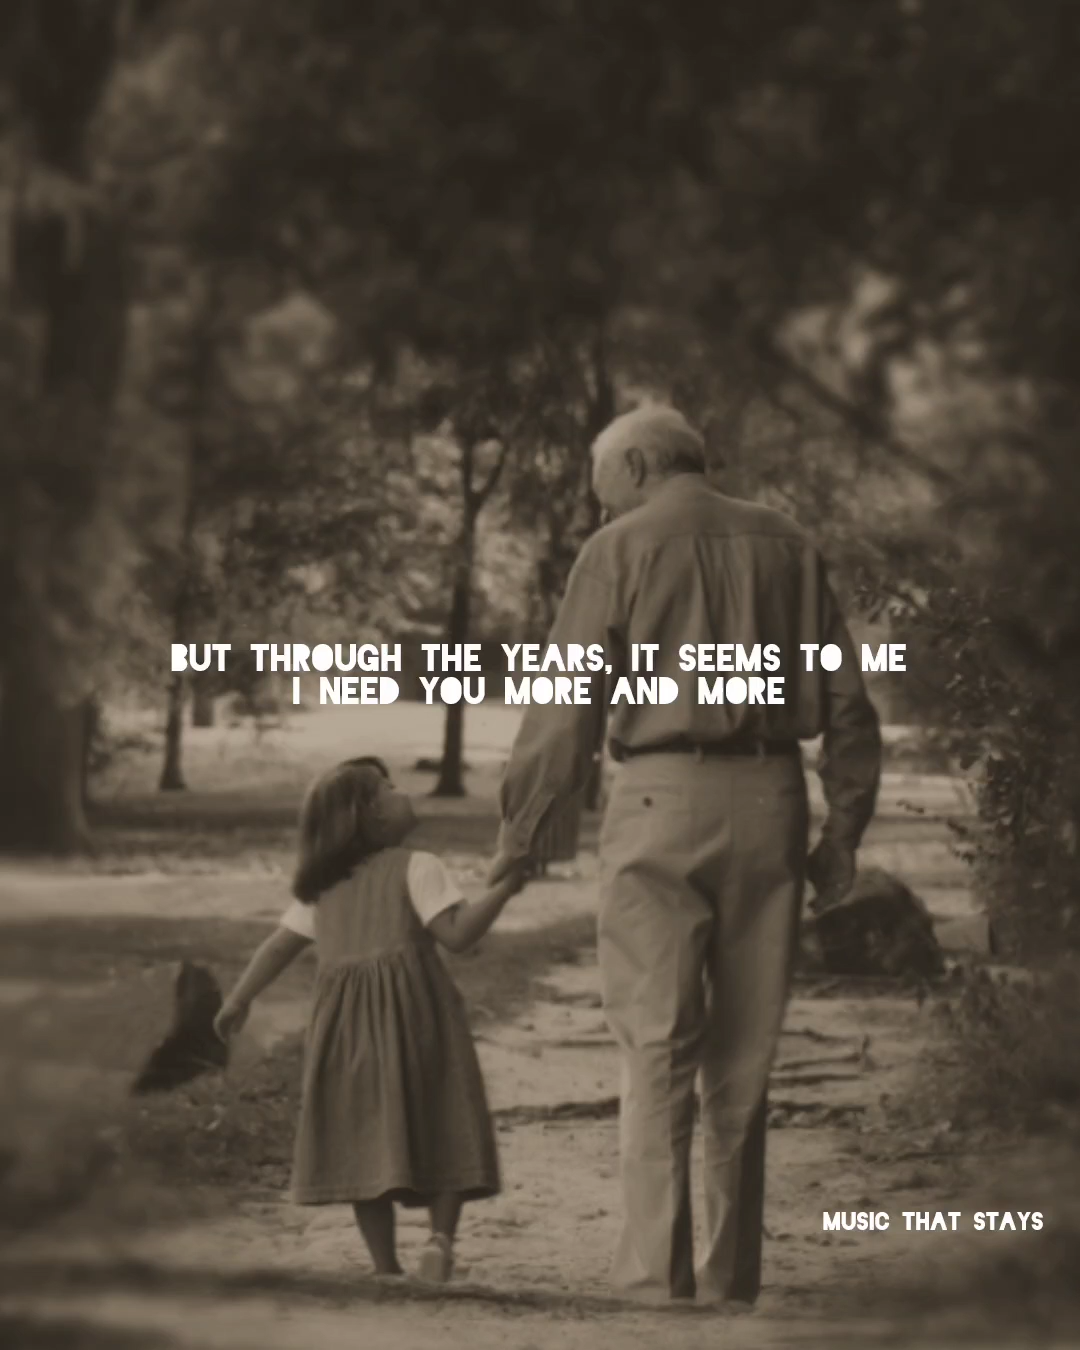 BUT THROUGH THE YEARS, IT SEEMS TO ME
I NEED YOU MORE AND MORE
MUSIC THAT STAYS